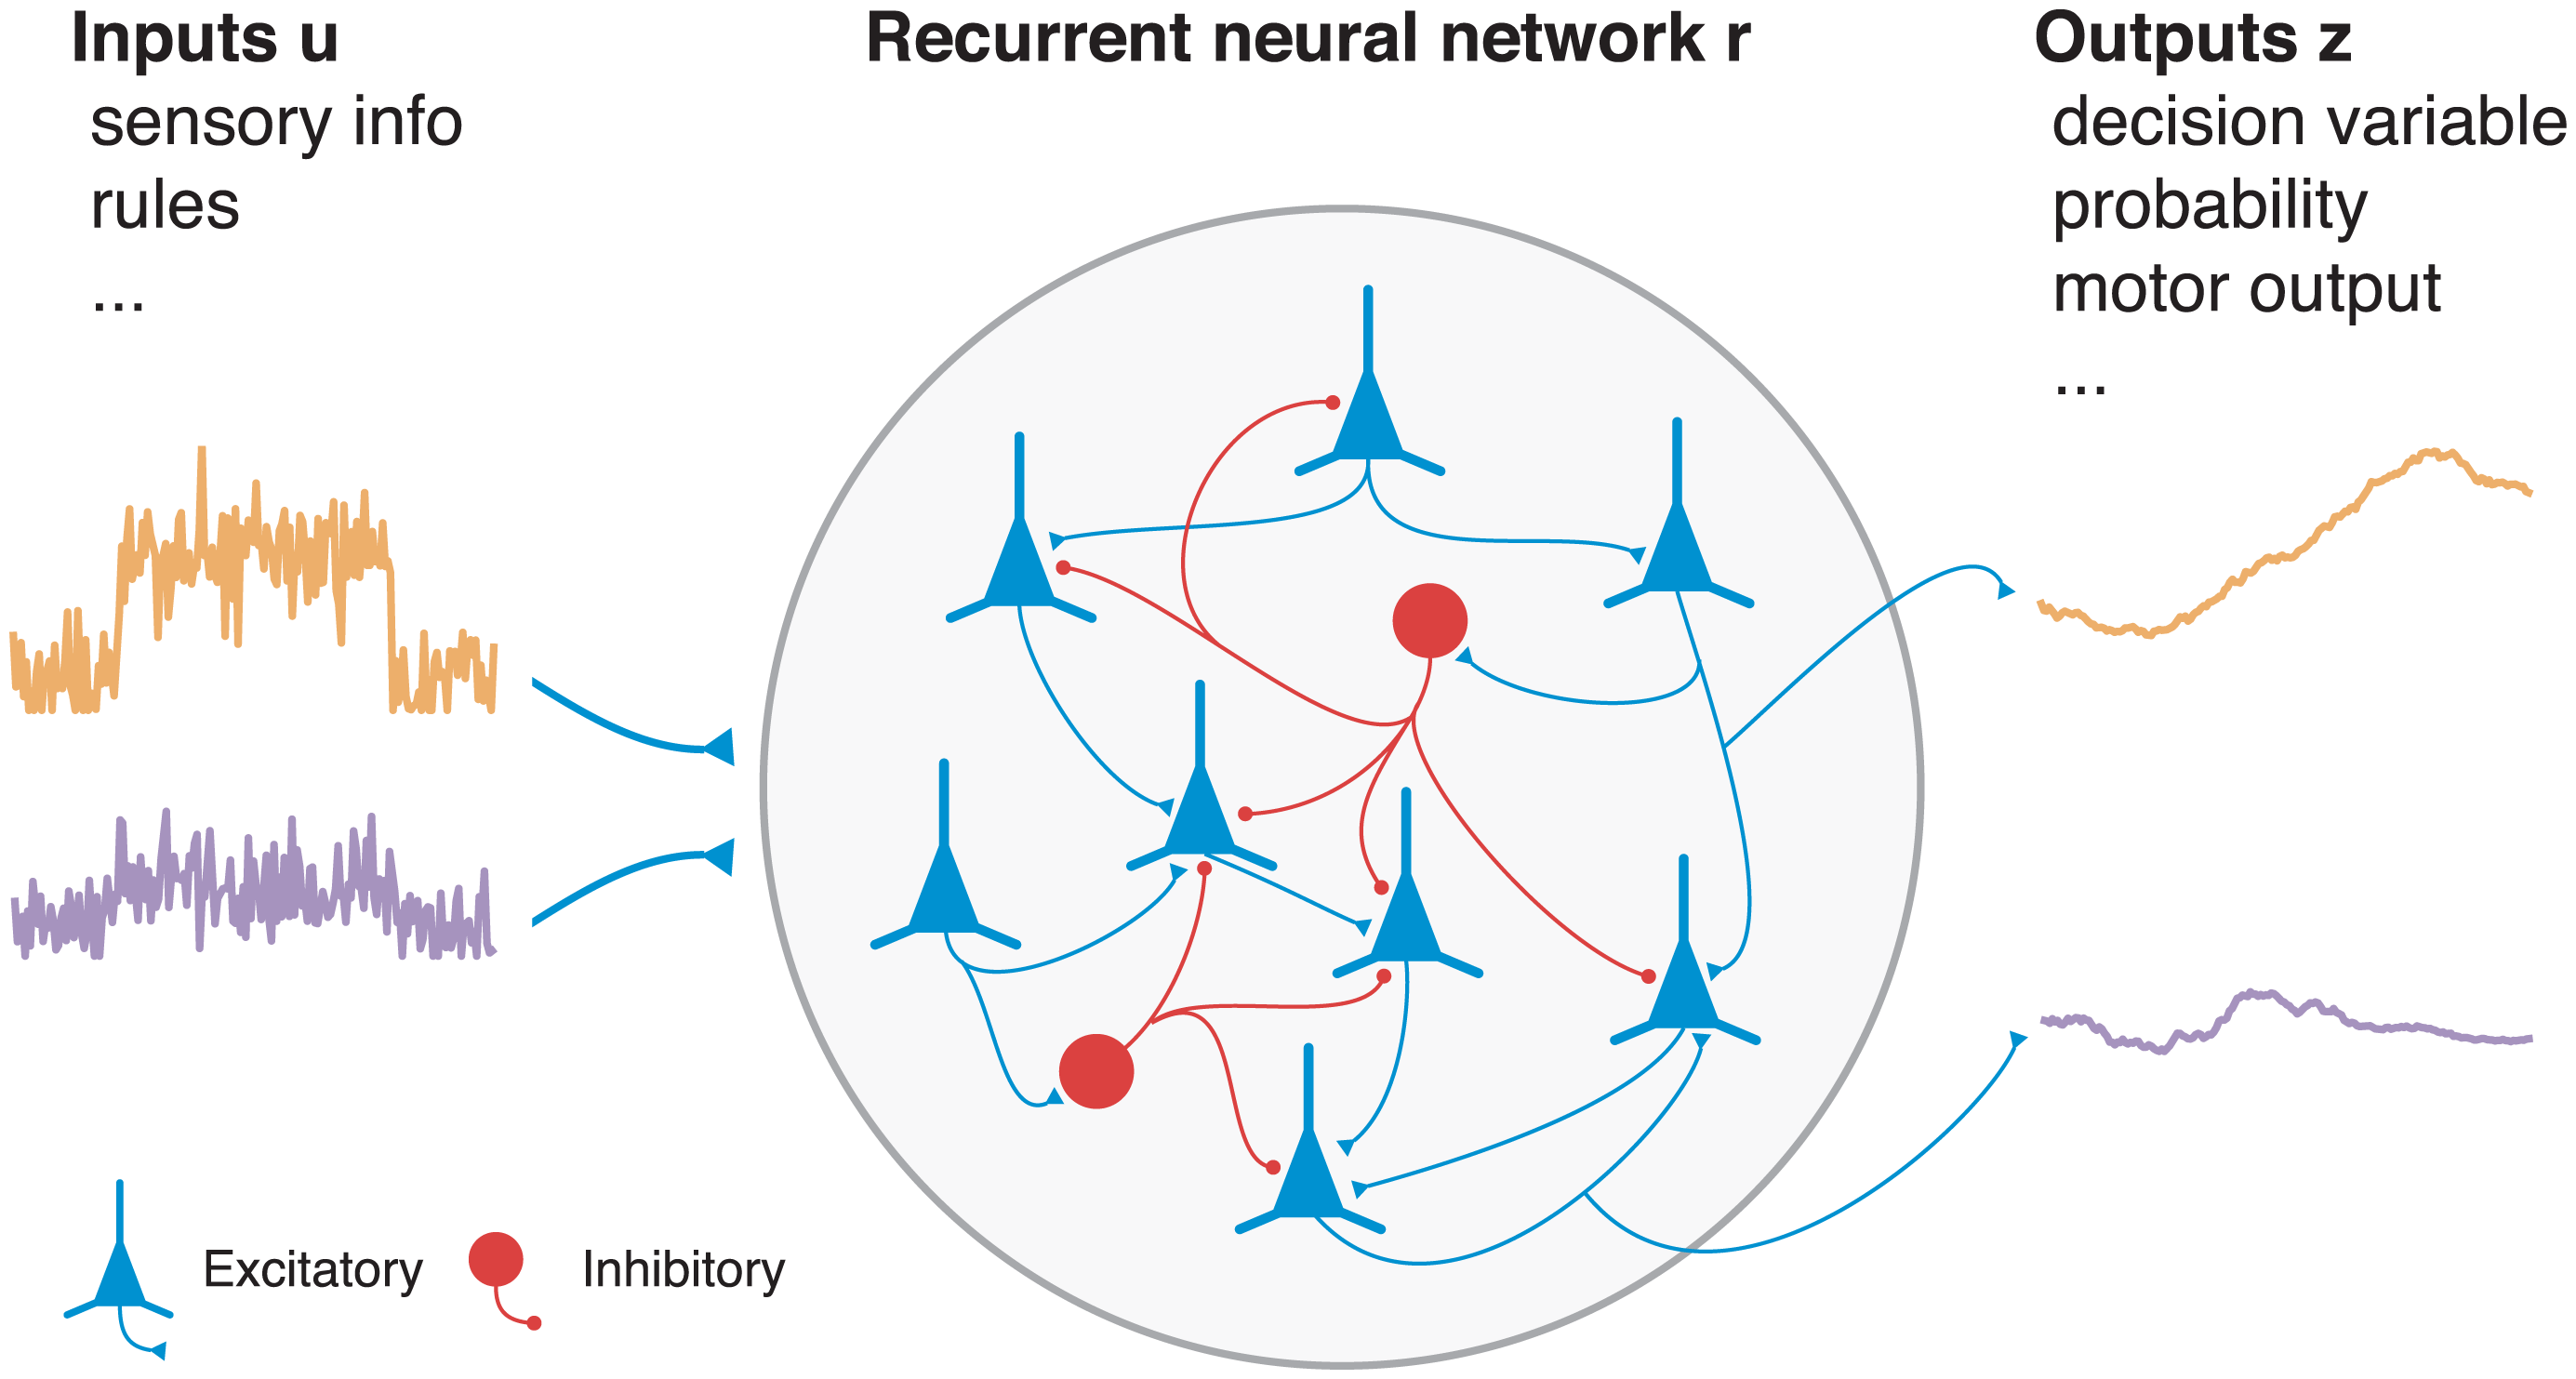 Inputs u
sensory info
rules
...
Recurrent neural network r
Outputs z
decision variable
probability
motor output
...
Excitatory
Inhibitory